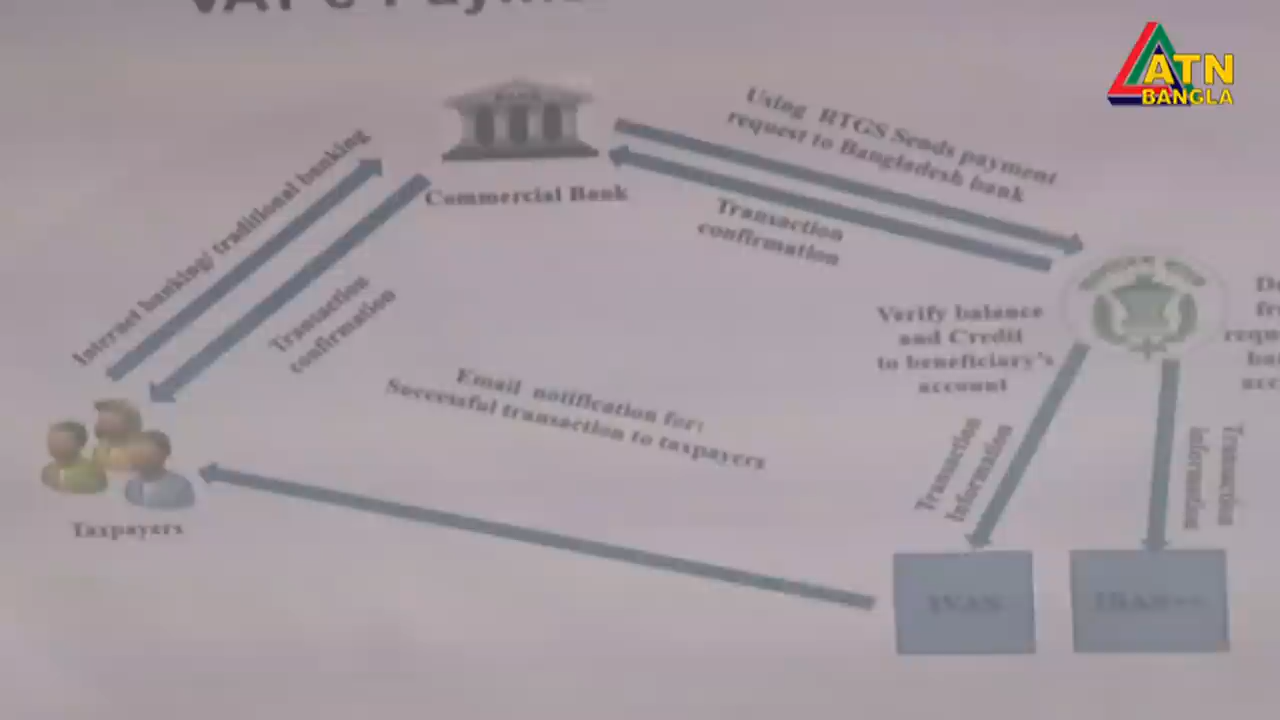 ATN
BANGLA
Using RTGS Sends payment
request to Bangladesh bank
Commercial Bank
Internet banking/ traditional banking
Transaction
confirmation
Transaction
confirmation
Verify balance
and Credit
to beneficiary's
account
Email notification for:
Successful transaction to taxpayers
Transaction
Information
Transaction
information
Taxpayers
IVAS